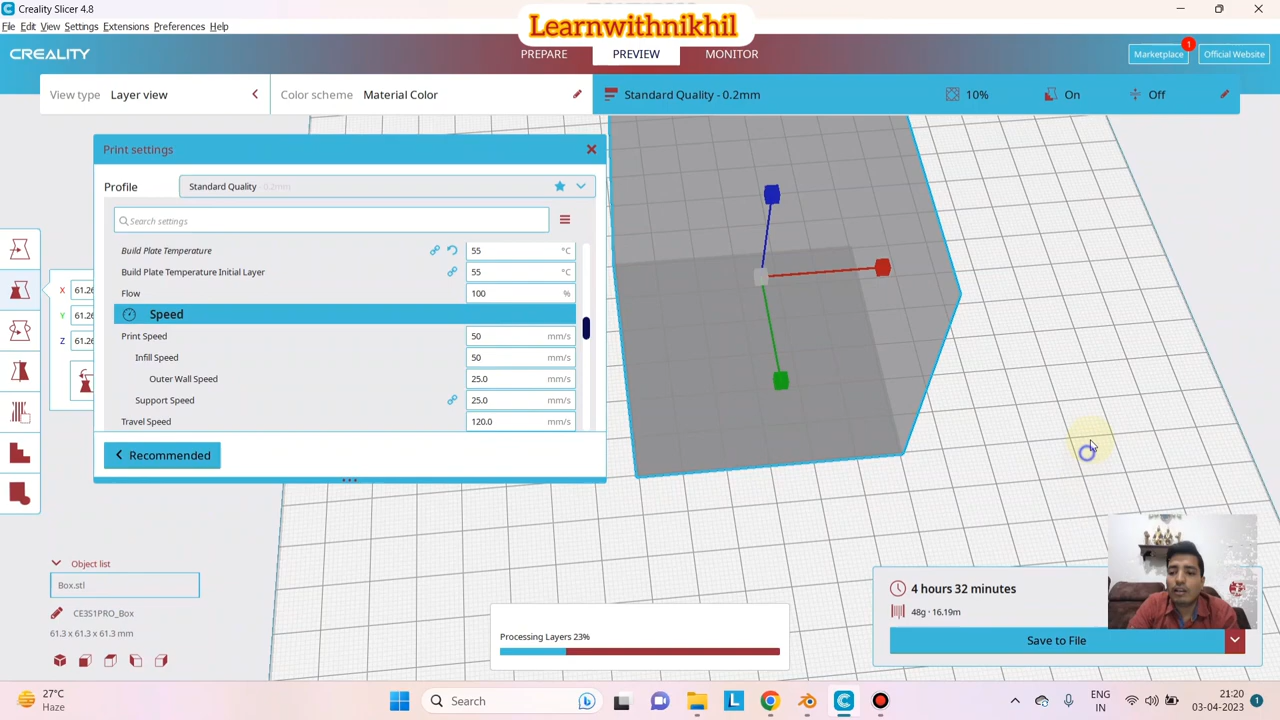 Creality Slicer 4.8
File Edit View Settings Extensions Preferences Help
Learnwithnikhil
CREALITY
PREPARE PREVIEW MONITOR
Marketplace 1 Official Website
View type Layer view Color scheme Material Color Standard Quality - 0.2mm 10% On Off
Print settings
Profile Standard Quality - 0.2mm
Search settings
Build Plate Temperature 55 °C
Build Plate Temperature Initial Layer 55 °C
Flow 100 %
Speed
Print Speed 50 mm/s
Infill Speed 50 mm/s
Outer Wall Speed 25.0 mm/s
Support Speed 25.0 mm/s
Travel Speed 120.0 mm/s
Recommended
X 61.26
Y 61.26
Z 61.2
Object list
Box.stl
CE3S1PRO_Box
61.3 x 61.3 x 61.3 mm
Processing Layers 23%
4 hours 32 minutes
48g · 16.19m
Save to File
27°C
Haze
Search
L
ENG
IN
21:20
03-04-2023
1